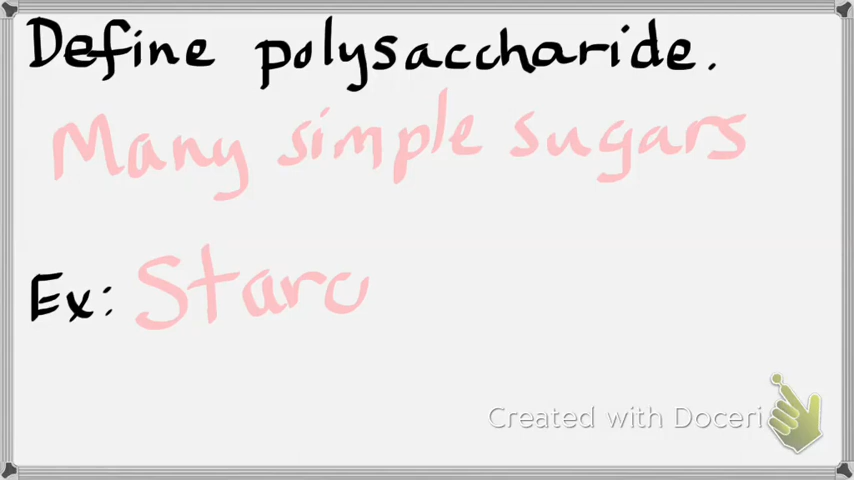 Define polysaccharide.
Many simple sugars
Ex: Starc
Created with Doceri